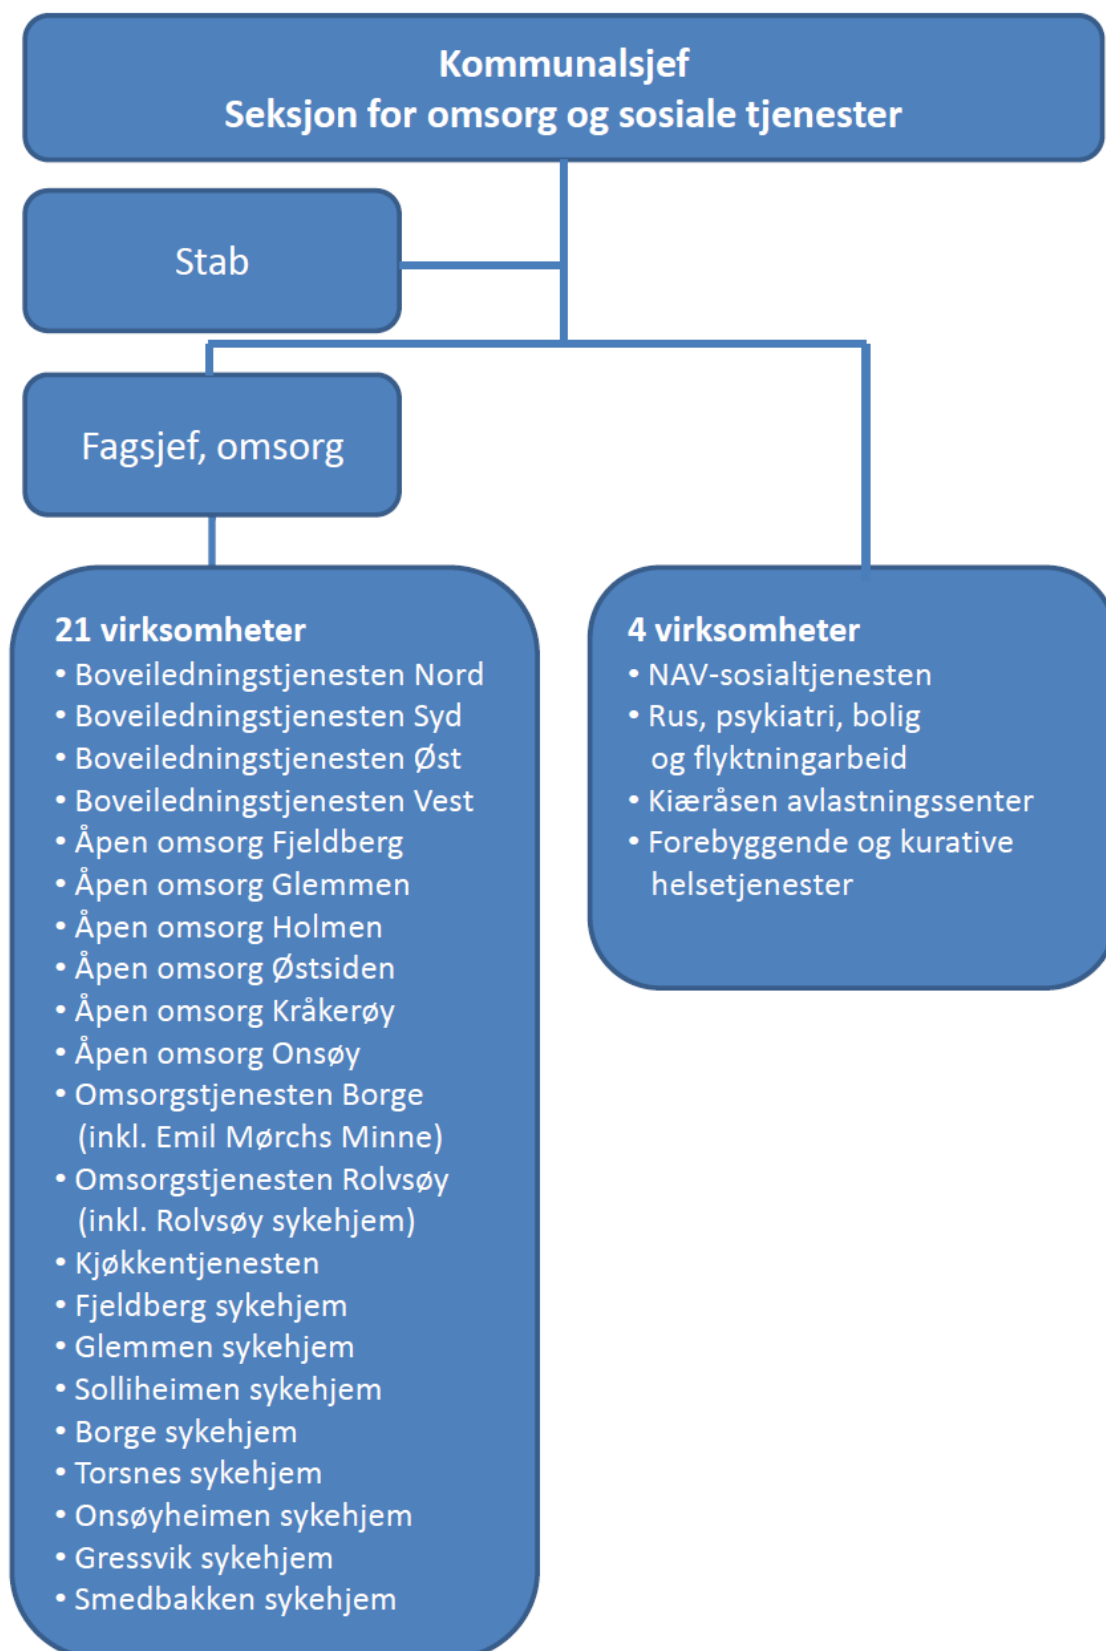 Kommunalsjef
Seksjon for omsorg og sosiale tjenester
Stab
Fagsjef, omsorg
21 virksomheter
• Boveiledningstjenesten Nord
• Boveiledningstjenesten Syd
• Boveiledningstjenesten Øst
• Boveiledningstjenesten Vest
• Åpen omsorg Fjeldberg
• Åpen omsorg Glemmen
• Åpen omsorg Holmen
• Åpen omsorg Østsiden
• Åpen omsorg Kråkerøy
• Åpen omsorg Onsøy
• Omsorgstjenesten Borge
(inkl. Emil Mørchs Minne)
• Omsorgstjenesten Rolvsøy
(inkl. Rolvsøy sykehjem)
• Kjøkkentjenesten
• Fjeldberg sykehjem
• Glemmen sykehjem
• Solliheimen sykehjem
• Borge sykehjem
• Torsnes sykehjem
• Onsøyheimen sykehjem
• Gressvik sykehjem
• Smedbakken sykehjem
4 virksomheter
• NAV-sosialtjenesten
• Rus, psykiatri, bolig
og flyktningarbeid
• Kiæråsen avlastningssenter
• Forebyggende og kurative
helsetjenester